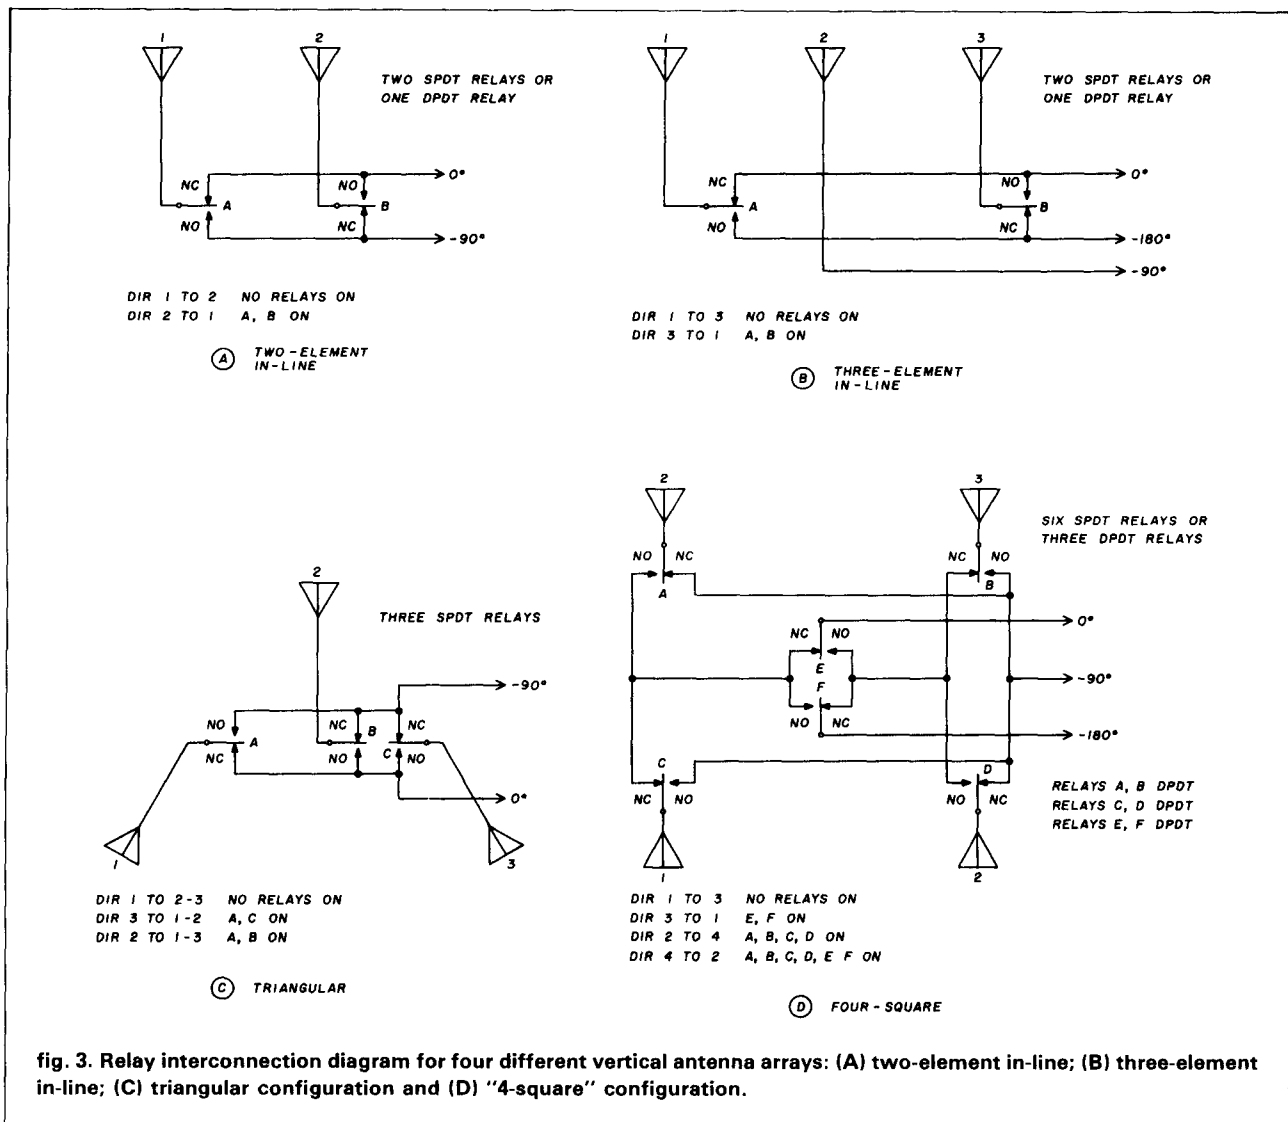 1
2
TWO SPDT RELAYS OR
ONE DPDT RELAY
NC
NO
A
NO
NC
B
0°
-90°
DIR 1 TO 2 NO RELAYS ON
DIR 2 TO 1 A, B ON
A TWO-ELEMENT
IN-LINE
1
2
3
TWO SPDT RELAYS OR
ONE DPDT RELAY
NC
NO
A
NO
NC
B
0°
-180°
-90°
DIR 1 TO 3 NO RELAYS ON
DIR 3 TO 1 A, B ON
B THREE-ELEMENT
IN-LINE
2
THREE SPDT RELAYS
-90°
NO
NC
A
NC
NO
B
NC
NO
C
0°
1
3
DIR 1 TO 2-3 NO RELAYS ON
DIR 3 TO 1-2 A, C ON
DIR 2 TO 1-3 A, B ON
C TRIANGULAR
2
3
SIX SPDT RELAYS OR
THREE DPDT RELAYS
NO NC
A
NC NO
B
0°
NC NO
E
F
NO NC
-90°
-180°
C
NC NO
D
NO NC
1
2
RELAYS A, B DPDT
RELAYS C, D DPDT
RELAYS E, F DPDT
DIR 1 TO 3 NO RELAYS ON
DIR 3 TO 1 E, F ON
DIR 2 TO 4 A, B, C, D ON
DIR 4 TO 2 A, B, C, D, E F ON
D FOUR-SQUARE
fig. 3. Relay interconnection diagram for four different vertical antenna arrays: (A) two-element in-line; (B) three-element
in-line; (C) triangular configuration and (D) "4-square" configuration.